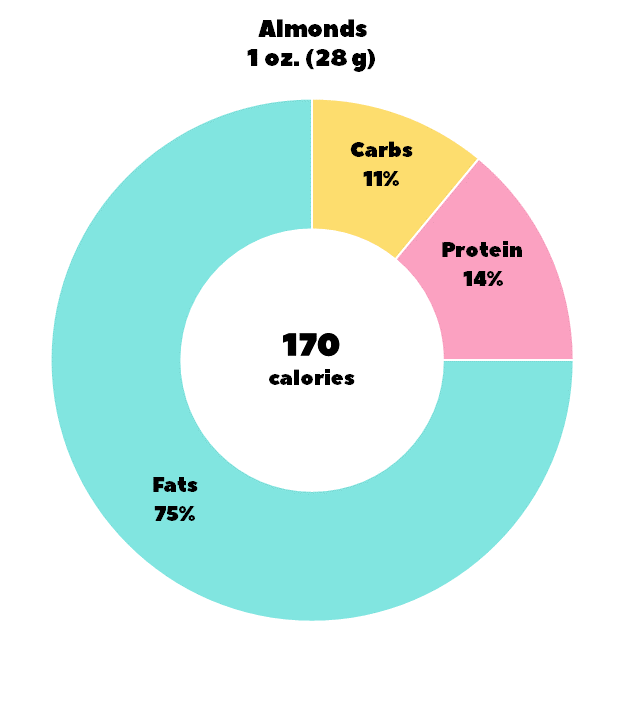 Almonds
1 oz. (28 g)
Carbs
11%
Protein
14%
170
calories
Fats
75%